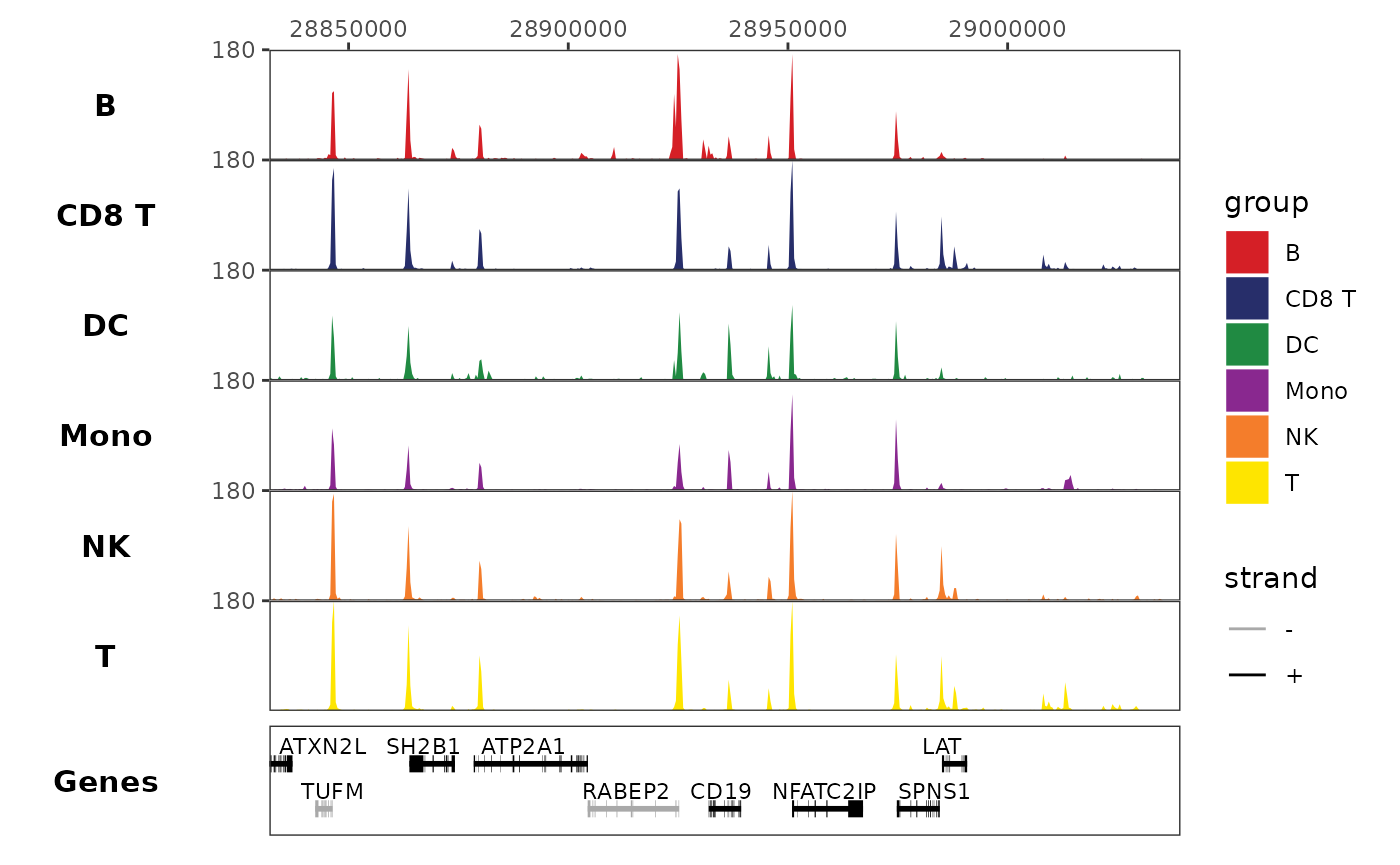 28850000 28900000 28950000 29000000
180
B
180
CD8 T
180
DC
180
Mono
180
NK
180
T
ATXN2L SH2B1 ATP2A1 LAT
Genes
TUFM RABEP2 CD19 NFATC2IP SPNS1
group
B
CD8 T
DC
Mono
NK
T
strand
-
+